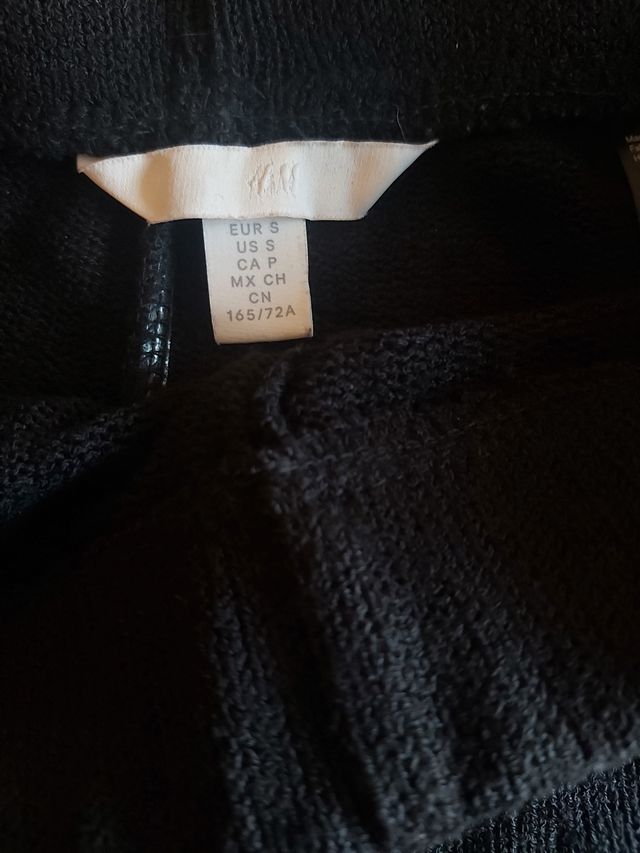 H&M
EUR S
US S
CA P
MX CH
CN
165/72A